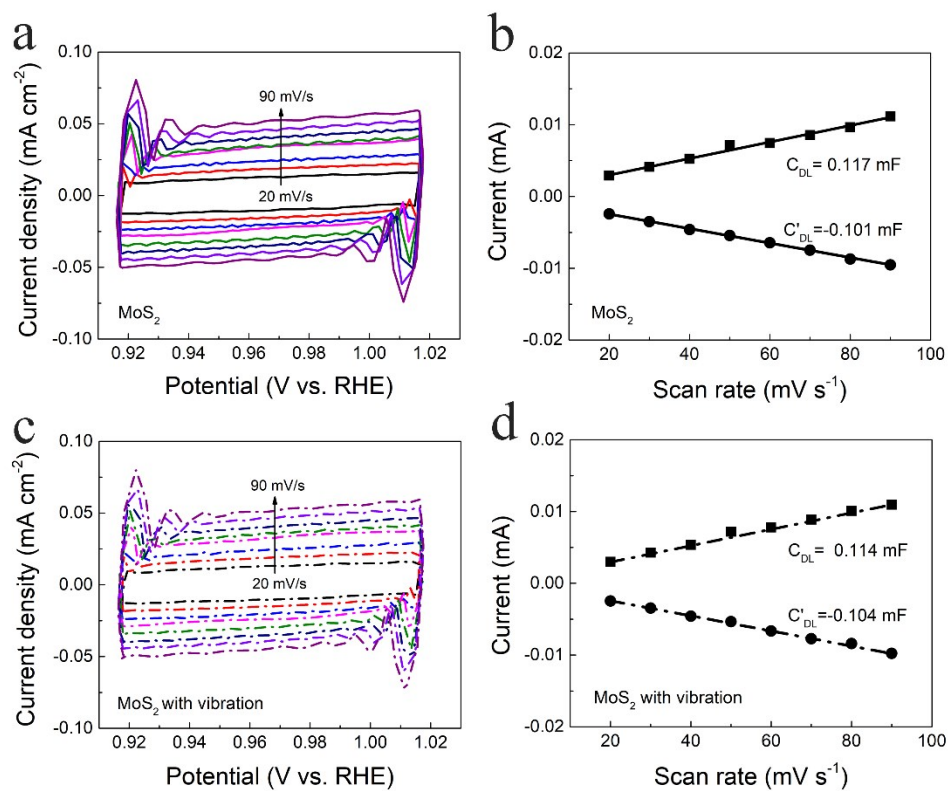 a
Current density (mA cm⁻²)
0.10
0.05
0.00
-0.05
-0.10
90 mV/s
20 mV/s
MoS₂
0.92 0.94 0.96 0.98 1.00 1.02
Potential (V vs. RHE)
b
Current (mA)
0.02
0.01
0.00
-0.01
-0.02
C_DL= 0.117 mF
C'_DL=-0.101 mF
MoS₂
20 40 60 80 100
Scan rate (mV s⁻¹)
c
Current density (mA cm⁻²)
0.10
0.05
0.00
-0.05
-0.10
90 mV/s
20 mV/s
MoS₂ with vibration
0.92 0.94 0.96 0.98 1.00 1.02
Potential (V vs. RHE)
d
Current (mA)
0.02
0.01
0.00
-0.01
-0.02
C_DL= 0.114 mF
C'_DL=-0.104 mF
MoS₂ with vibration
20 40 60 80 100
Scan rate (mV s⁻¹)